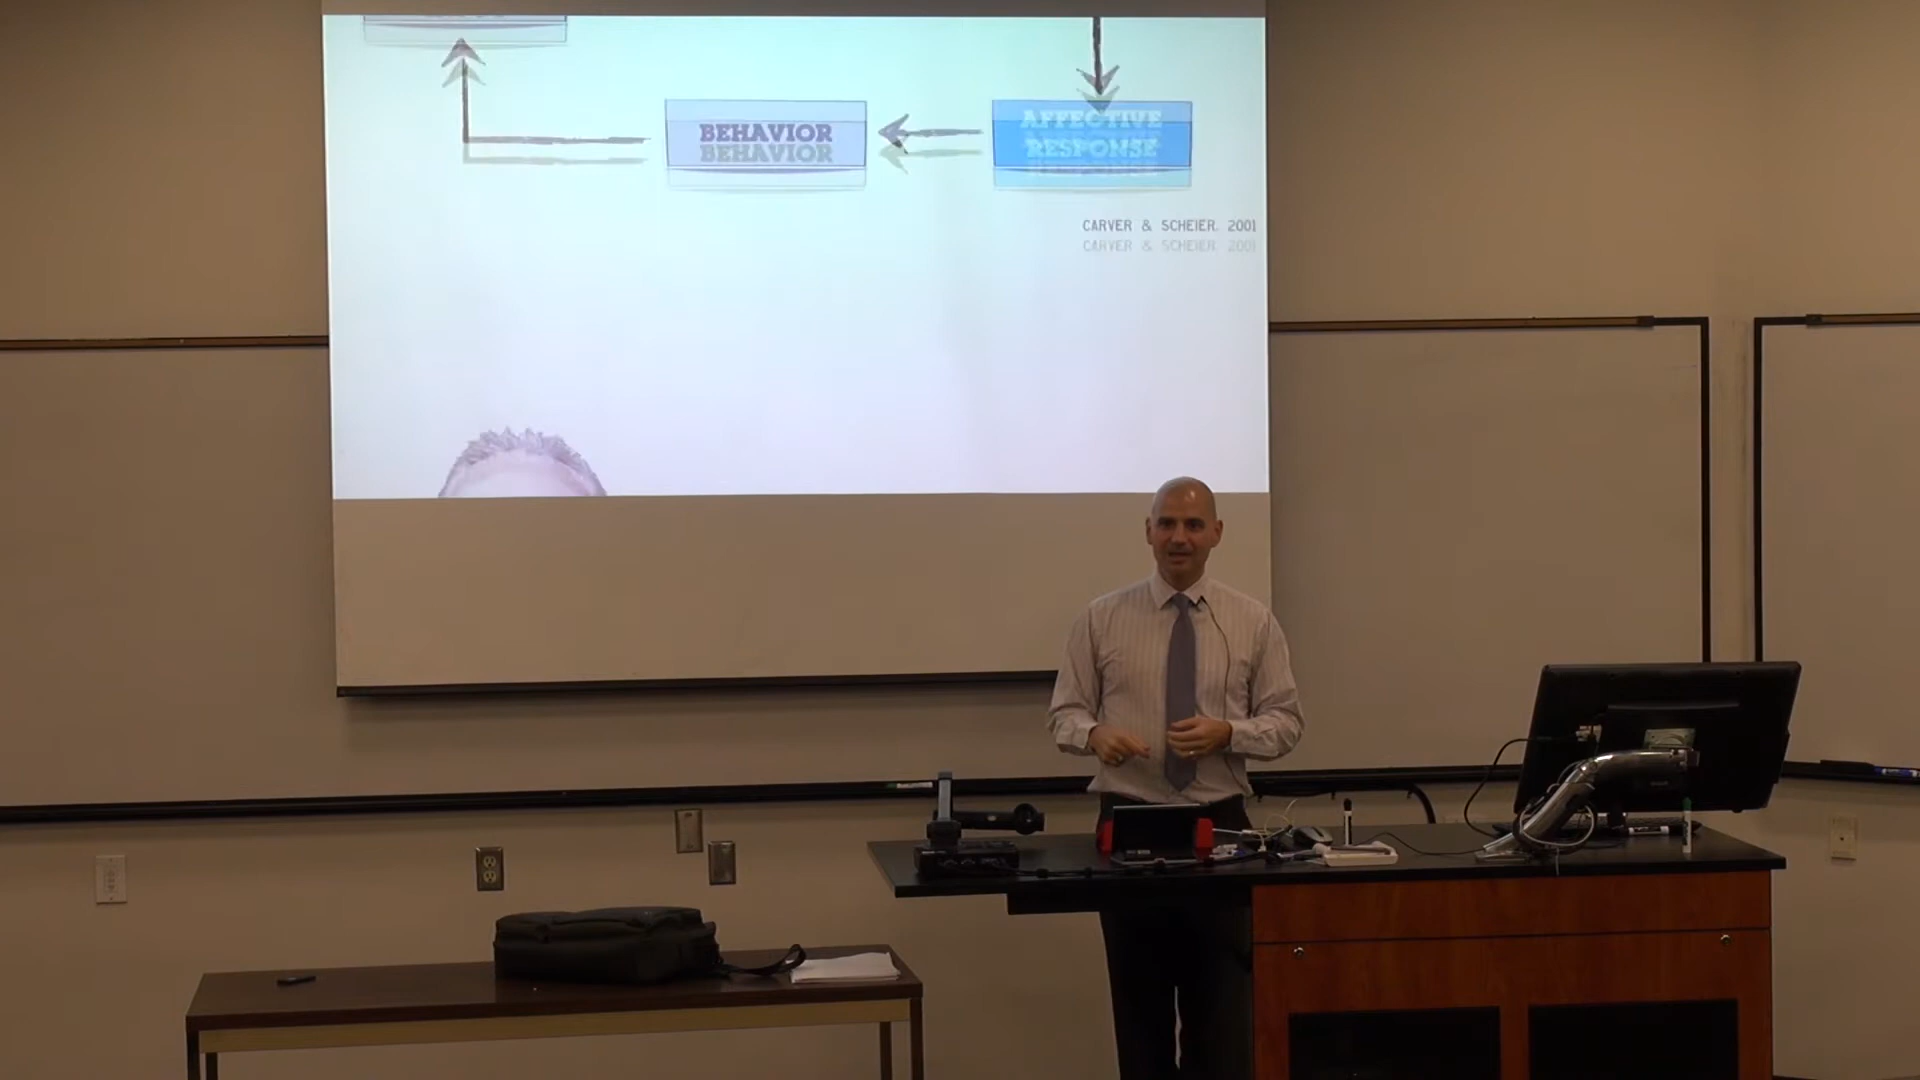 AFFECTIVE
RESPONSE
BEHAVIOR
BEHAVIOR
CARVER & SCHEIER, 2001
CARVER & SCHEIER, 2001